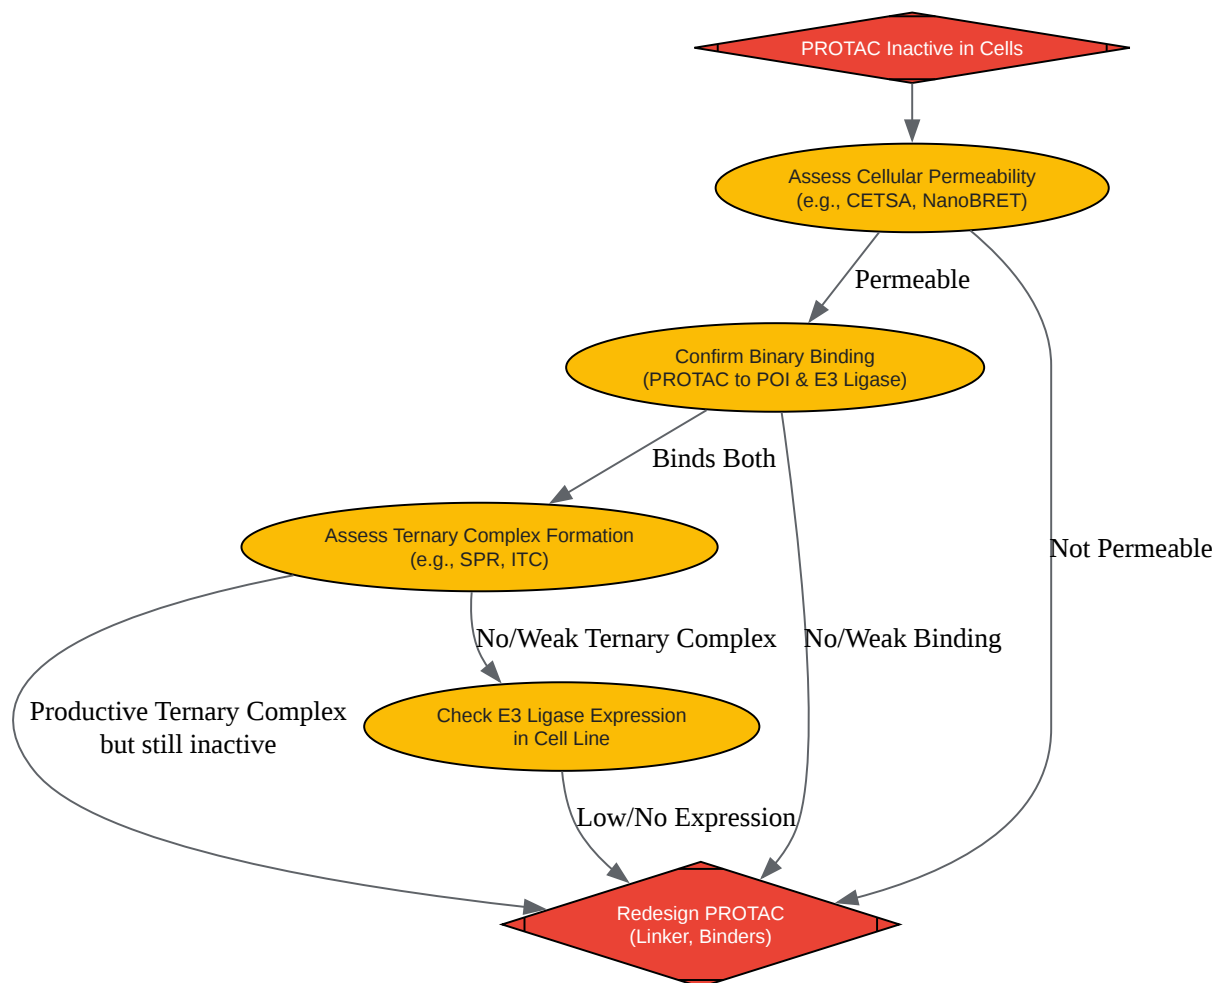 PROTAC Inactive in Cells
Assess Cellular Permeability
(e.g., CETSA, NanoBRET)
Permeable
Confirm Binary Binding
(PROTAC to POI & E3 Ligase)
Binds Both
Assess Ternary Complex Formation
(e.g., SPR, ITC)
Not Permeable
No/Weak Ternary Complex
No/Weak Binding
Productive Ternary Complex
but still inactive
Check E3 Ligase Expression
in Cell Line
Low/No Expression
Redesign PROTAC
(Linker, Binders)